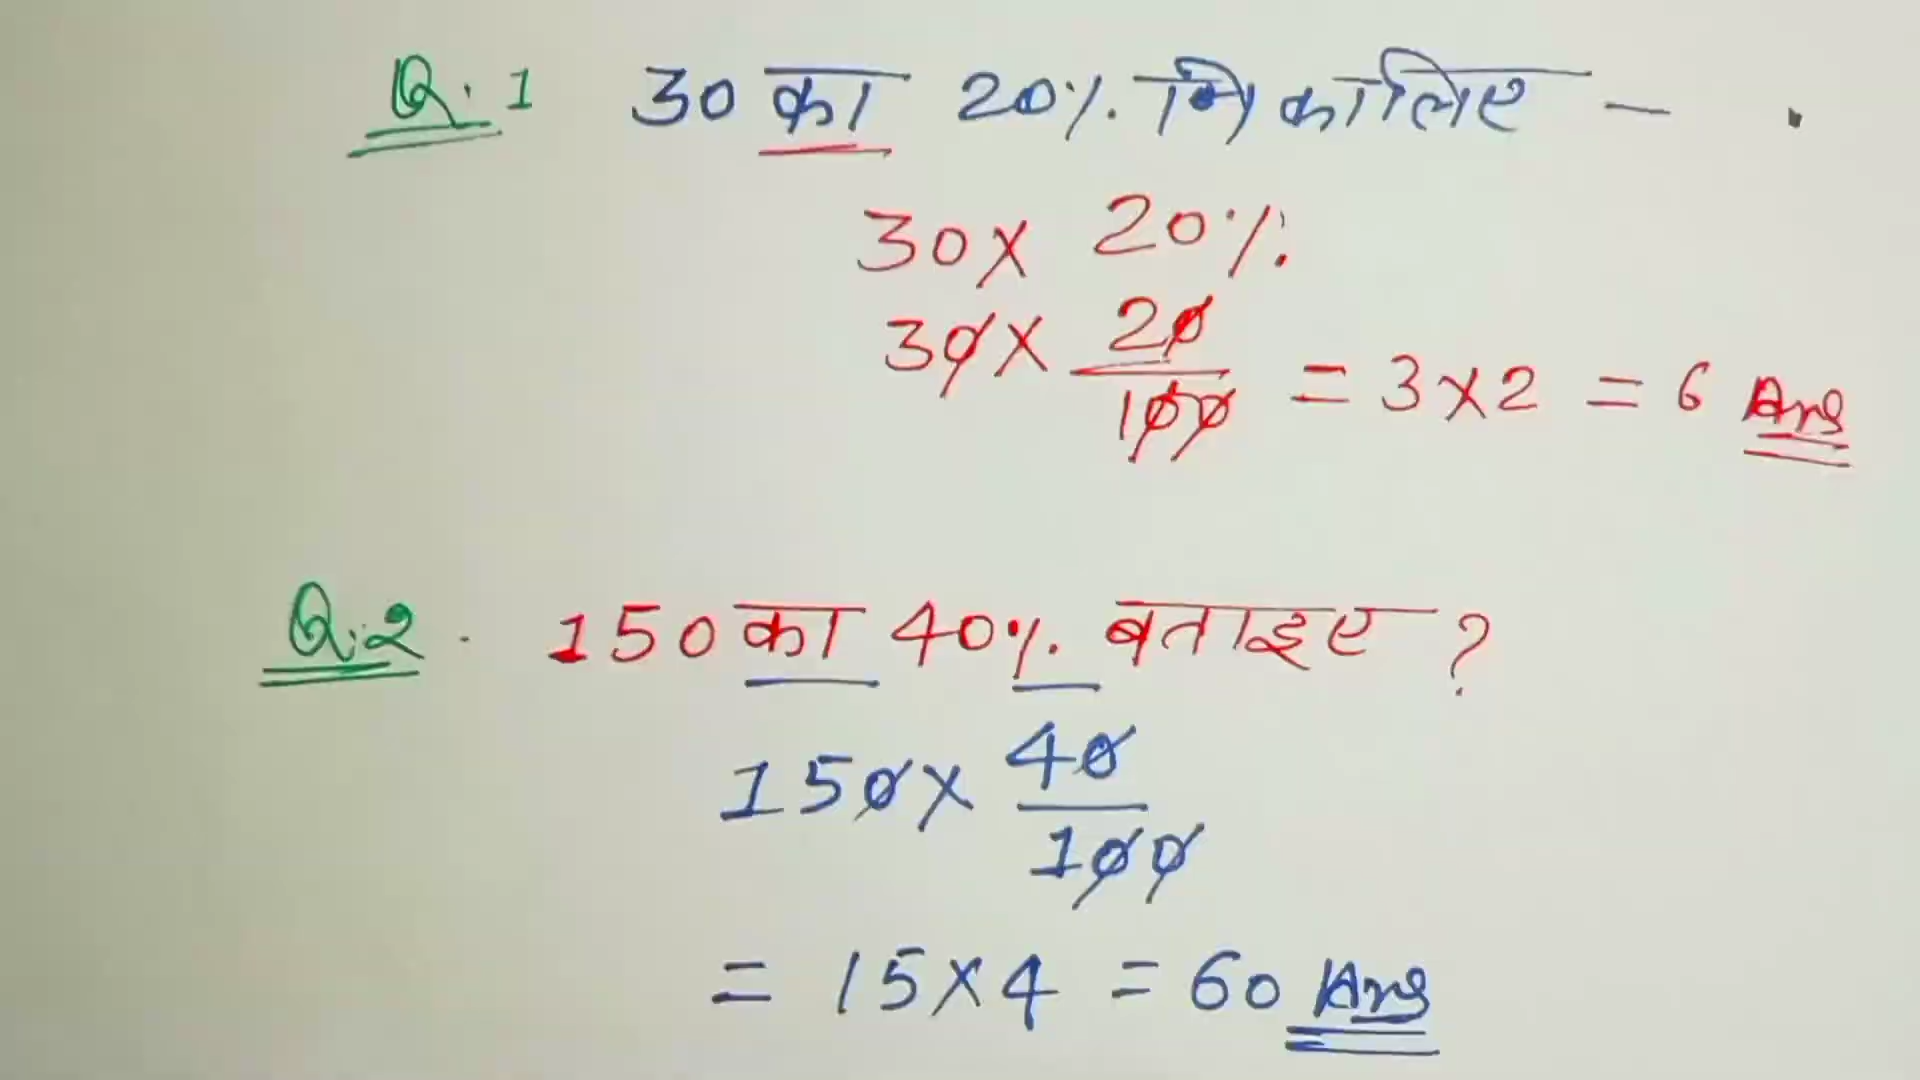 Q.1 30 का 20% निकालिए –
30 × 20%
30 × 20/100 = 3×2 = 6 Ans
Q.2. 150 का 40% बताइए ?
150 × 40/100
= 15×4 = 60 Ans